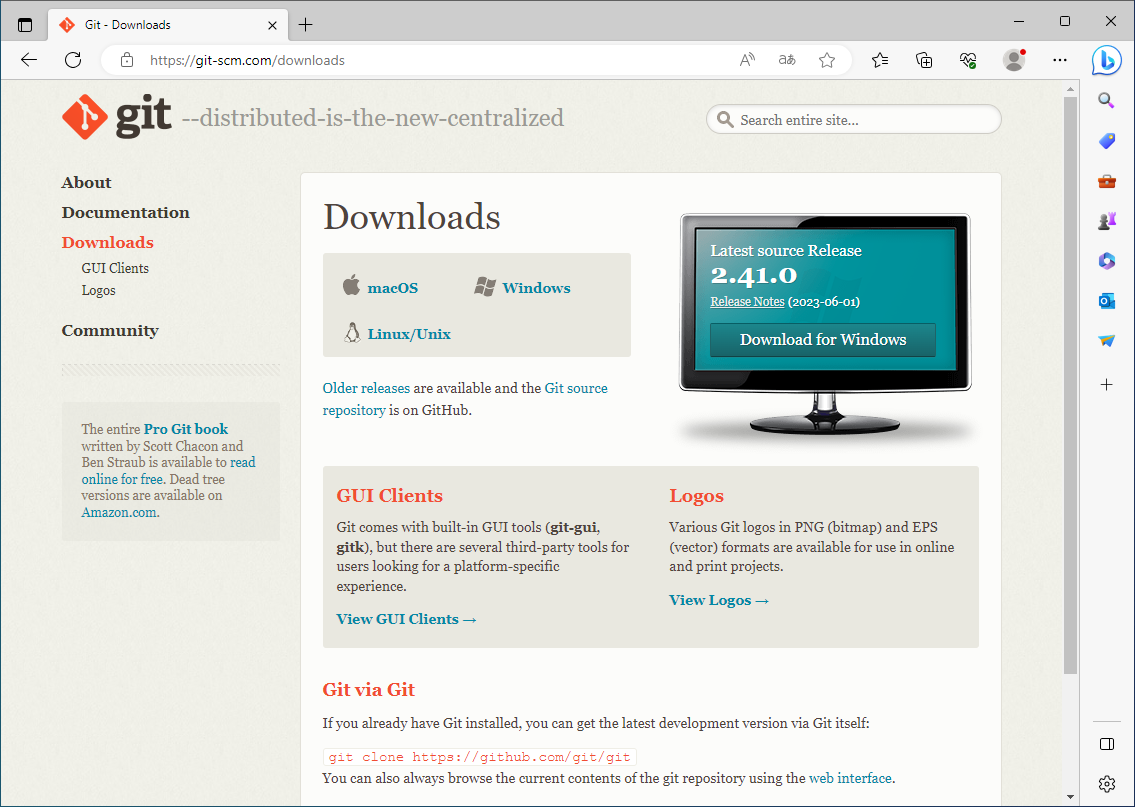 Git - Downloads
https://git-scm.com/downloads
git --distributed-is-the-new-centralized
Search entire site...
About
Documentation
Downloads
GUI Clients
Logos
Community
The entire Pro Git book
written by Scott Chacon and
Ben Straub is available to read
online for free. Dead tree
versions are available on
Amazon.com.
Downloads
macOS
Windows
Linux/Unix
Older releases are available and the Git source
repository is on GitHub.
Latest source Release
2.41.0
Release Notes (2023-06-01)
Download for Windows
GUI Clients
Git comes with built-in GUI tools (git-gui,
gitk), but there are several third-party tools for
users looking for a platform-specific
experience.
View GUI Clients →
Logos
Various Git logos in PNG (bitmap) and EPS
(vector) formats are available for use in online
and print projects.
View Logos →
Git via Git
If you already have Git installed, you can get the latest development version via Git itself:
git clone https://github.com/git/git
You can also always browse the current contents of the git repository using the web interface.